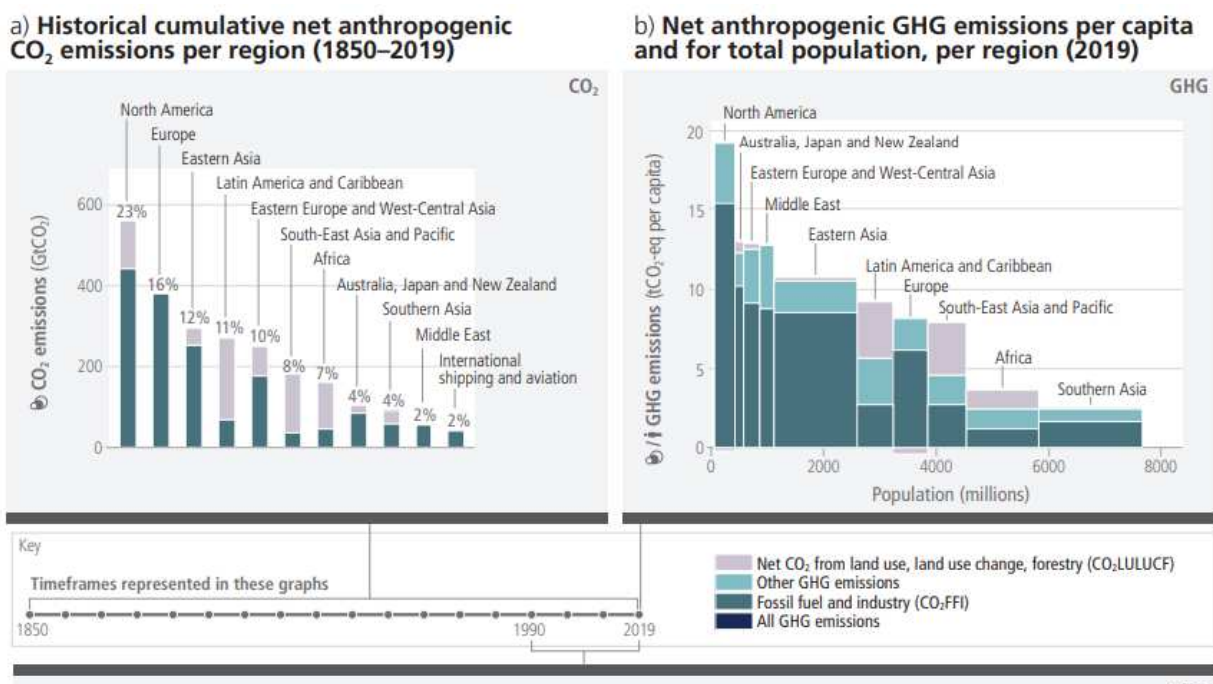 a) Historical cumulative net anthropogenic
CO₂ emissions per region (1850–2019)
CO₂
North America
Europe
Eastern Asia
Latin America and Caribbean
Eastern Europe and West-Central Asia
South-East Asia and Pacific
Africa
Australia, Japan and New Zealand
Southern Asia
Middle East
International
shipping and aviation
CO₂ emissions (GtCO₂)
600
400
200
0
23%
16%
12%
11%
10%
8%
7%
4%
4%
2%
2%
b) Net anthropogenic GHG emissions per capita
and for total population, per region (2019)
GHG
North America
Australia, Japan and New Zealand
Eastern Europe and West-Central Asia
Middle East
Eastern Asia
Latin America and Caribbean
Europe
South-East Asia and Pacific
Africa
Southern Asia
GHG emissions (tCO₂-eq per capita)
20
15
10
5
0
0
2000
4000
6000
8000
Population (millions)
Key
Timeframes represented in these graphs
1850
1990
2019
Net CO₂ from land use, land use change, forestry (CO₂LULUCF)
Other GHG emissions
Fossil fuel and industry (CO₂FFI)
All GHG emissions